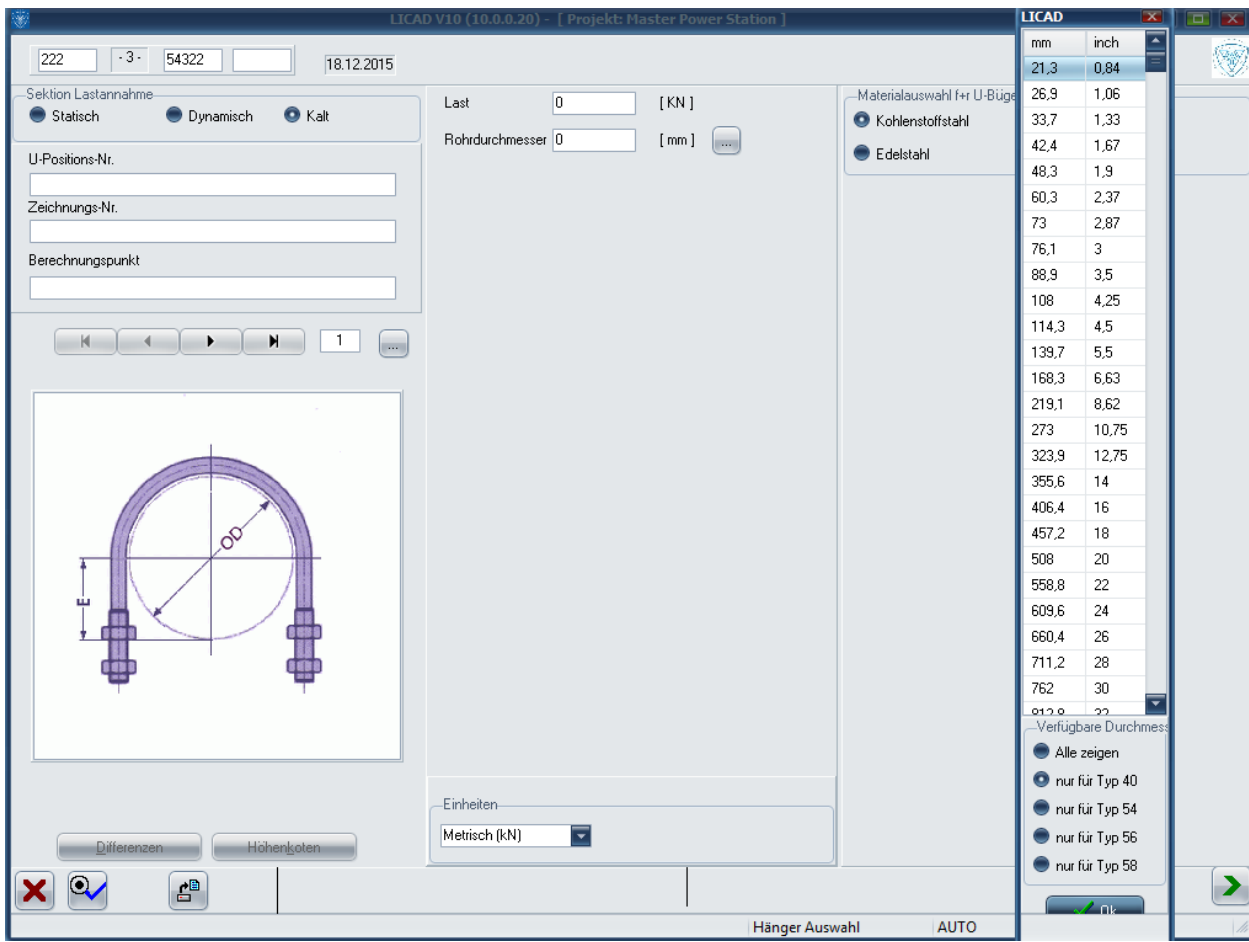 LICAD V10 (10.0.0.20) - [ Projekt: Master Power Station ]
222 - 3 - 54322
18.12.2015
Sektion Lastannahme
Statisch Dynamisch Kalt
U-Positions-Nr.
Zeichnungs-Nr.
Berechnungspunkt
1 ...
OD
E
Differenzen Höhenkoten
Last 0 [ KN ]
Rohrdurchmesser 0 [ mm ] ...
Einheiten
Metrisch (kN)
Materialauswahl f+r U-Büge
Kohlenstoffstahl
Edelstahl
LICAD
mm inch
21,3 0,84
26,9 1,06
33,7 1,33
42,4 1,67
48,3 1,9
60,3 2,37
73 2,87
76,1 3
88,9 3,5
108 4,25
114,3 4,5
139,7 5,5
168,3 6,63
219,1 8,62
273 10,75
323,9 12,75
355,6 14
406,4 16
457,2 18
508 20
558,8 22
609,6 24
660,4 26
711,2 28
762 30
812,8 32
Verfügbare Durchmess
Alle zeigen
nur für Typ 40
nur für Typ 54
nur für Typ 56
nur für Typ 58
Ok
Hänger Auswahl AUTO